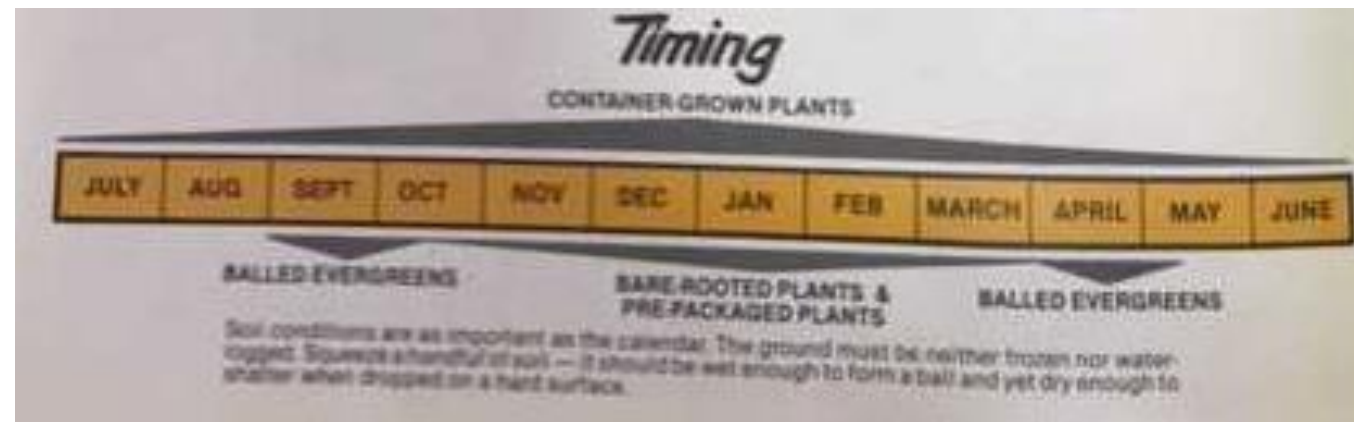 Timing
CONTAINER-GROWN PLANTS
JULY AUG SEPT OCT NOV DEC JAN FEB MARCH APRIL MAY JUNE
BALLED EVERGREENS
BARE-ROOTED PLANTS &
PRE-PACKAGED PLANTS
BALLED EVERGREENS
Soil conditions are as important as the calendar. The ground must be neither frozen nor water-
logged. Squeeze a handful of soil — it should be wet enough to form a ball and yet dry enough to
shatter when dropped on a hard surface.